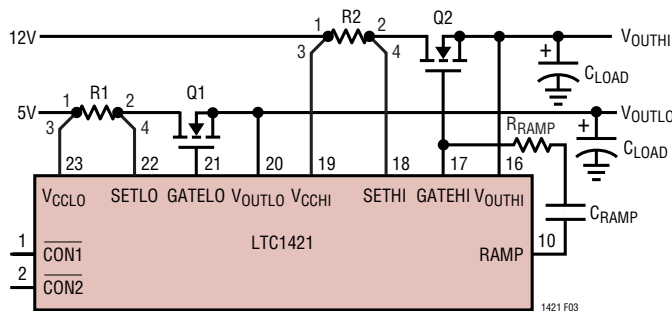 1 R2 2 Q2
12V VOUTHI
3 4 + CLOAD
1 R1 2 Q1
5V VOUTLO
3 4 RRAMP + CLOAD
23 22 21 20 19 18 17 16
VCCLO SETLO GATELO VOUTLO VCCHI SETHI GATEHI VOUTHI
CRAMP
1 CON1 LTC1421 RAMP 10
2 CON2
1421 F03